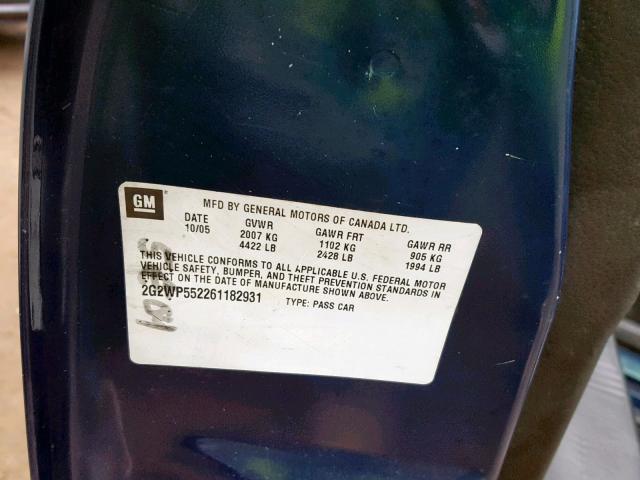 GM
MFD BY GENERAL MOTORS OF CANADA LTD.
DATE GVWR GAWR FRT GAWR RR
10/05 2007 KG 1102 KG 905 KG
4422 LB 2428 LB 1994 LB
THIS VEHICLE CONFORMS TO ALL APPLICABLE U.S. FEDERAL MOTOR
VEHICLE SAFETY, BUMPER, AND THEFT PREVENTION STANDARDS IN
EFFECT ON THE DATE OF MANUFACTURE SHOWN ABOVE.
2G2WP552261182931 TYPE: PASS CAR